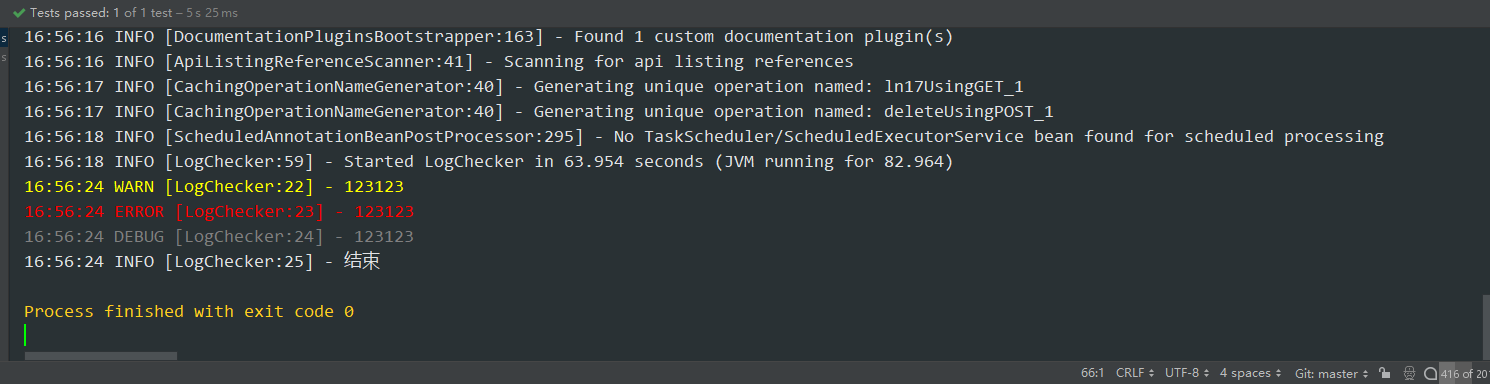 Tests passed: 1 of 1 test – 5 s 25 ms
16:56:16 INFO [DocumentationPluginsBootstrapper:163] - Found 1 custom documentation plugin(s)
16:56:16 INFO [ApiListingReferenceScanner:41] - Scanning for api listing references
16:56:17 INFO [CachingOperationNameGenerator:40] - Generating unique operation named: ln17UsingGET_1
16:56:17 INFO [CachingOperationNameGenerator:40] - Generating unique operation named: deleteUsingPOST_1
16:56:18 INFO [ScheduledAnnotationBeanPostProcessor:295] - No TaskScheduler/ScheduledExecutorService bean found for scheduled processing
16:56:18 INFO [LogChecker:59] - Started LogChecker in 63.954 seconds (JVM running for 82.964)
16:56:24 WARN [LogChecker:22] - 123123
16:56:24 ERROR [LogChecker:23] - 123123
16:56:24 DEBUG [LogChecker:24] - 123123
16:56:24 INFO [LogChecker:25] - 结束
Process finished with exit code 0
66:1 CRLF UTF-8 4 spaces Git: master 416 of